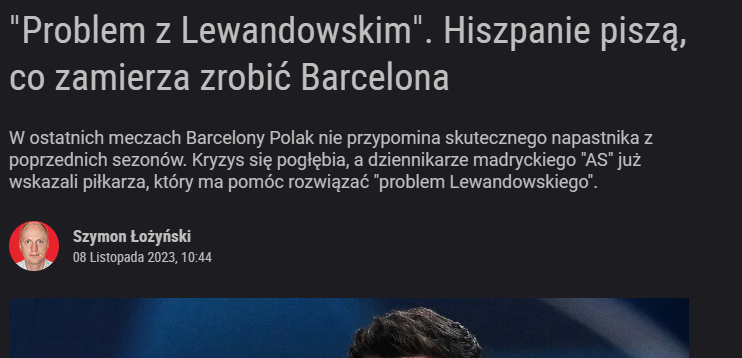 "Problem z Lewandowskim". Hiszpanie piszą,
co zamierza zrobić Barcelona
W ostatnich meczach Barcelony Polak nie przypomina skutecznego napastnika z
poprzednich sezonów. Kryzys się pogłębia, a dziennikarze madryckiego "AS" już
wskazali piłkarza, który ma pomóc rozwiązać "problem Lewandowskiego".
Szymon Łożyński
08 Listopada 2023, 10:44